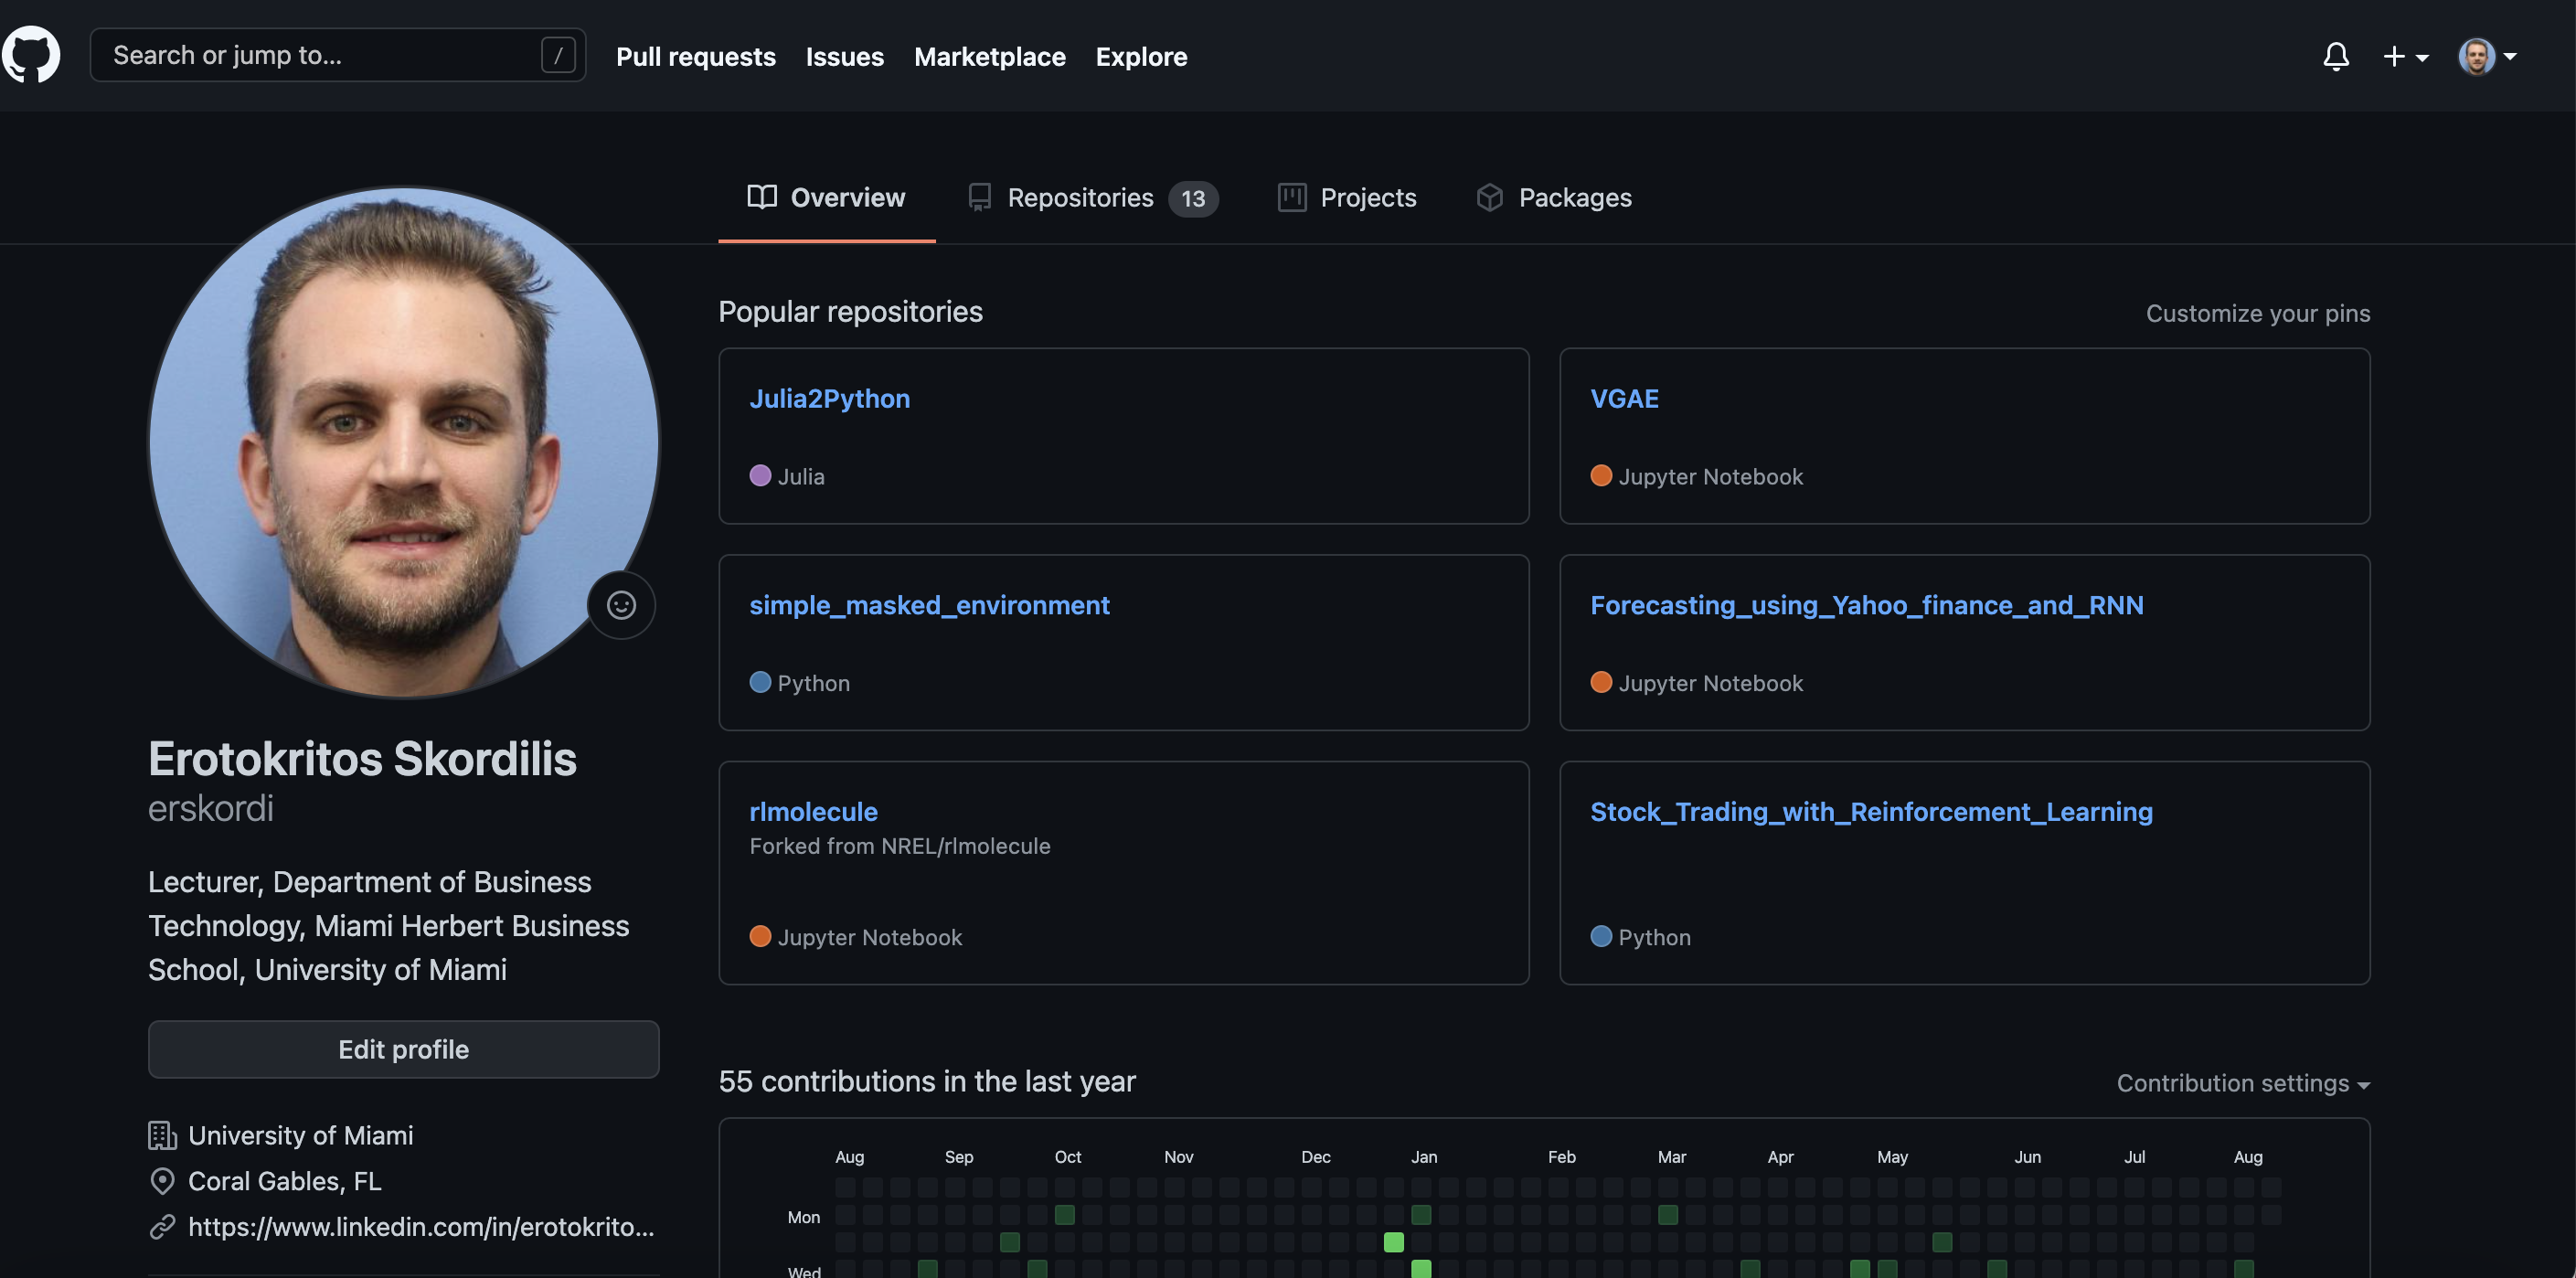 Search or jump to... /
Pull requests Issues Marketplace Explore
Overview Repositories 13 Projects Packages
Popular repositories Customize your pins
Julia2Python
Julia
VGAE
Jupyter Notebook
simple_masked_environment
Python
Forecasting_using_Yahoo_finance_and_RNN
Jupyter Notebook
rlmolecule
Forked from NREL/rlmolecule
Jupyter Notebook
Stock_Trading_with_Reinforcement_Learning
Python
Erotokritos Skordilis
erskordi
Lecturer, Department of Business
Technology, Miami Herbert Business
School, University of Miami
Edit profile
University of Miami
Coral Gables, FL
https://www.linkedin.com/in/erotokrito...
55 contributions in the last year Contribution settings
Aug Sep Oct Nov Dec Jan Feb Mar Apr May Jun Jul Aug
Mon
Wed